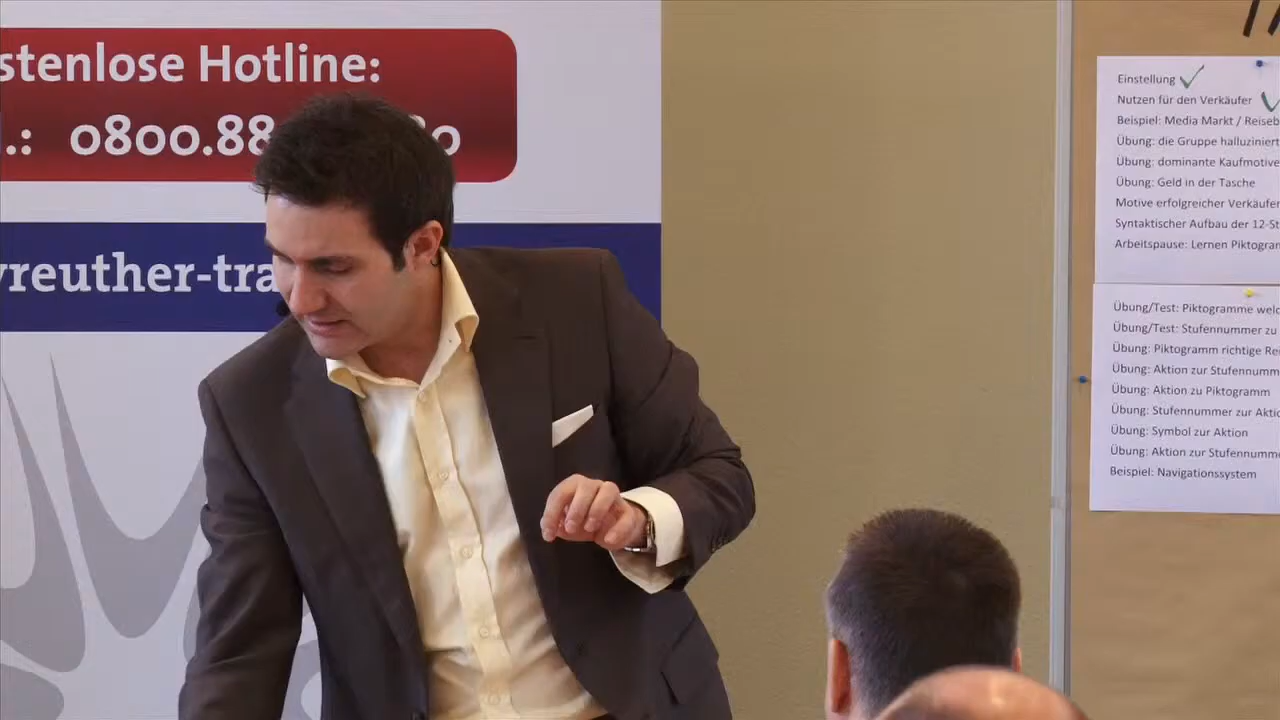 stenlose Hotline:
.: 0800.88
yreuther-tra
Einstellung
Nutzen für den Verkäufer
Beispiel: Media Markt / Reiseb
Übung: die Gruppe halluziniert
Übung: dominante Kaufmotive
Übung: Geld in der Tasche
Motive erfolgreicher Verkäufer
Syntaktischer Aufbau der 12-St
Arbeitspause: Lernen Piktogram
Übung/Test: Piktogramme welc
Übung/Test: Stufennummer zu
Übung: Piktogramm richtige Rei
Übung: Aktion zur Stufennumm
Übung: Aktion zu Piktogramm
Übung: Stufennummer zur Aktio
Übung: Symbol zur Aktion
Übung: Aktion zur Stufennumme
Beispiel: Navigationssystem